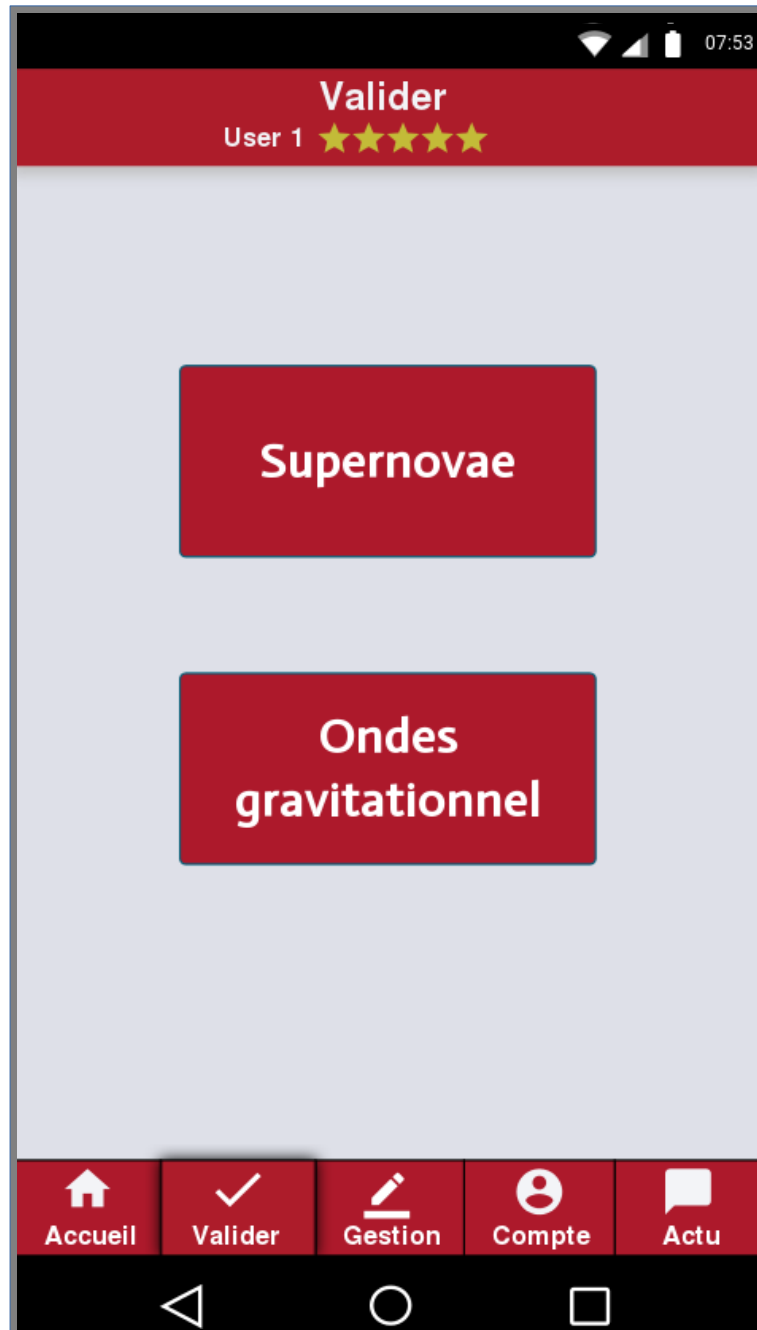 07:53
Valider
User 1
Supernovae
Ondes
gravitationnel
Accueil
Valider
Gestion
Compte
Actu